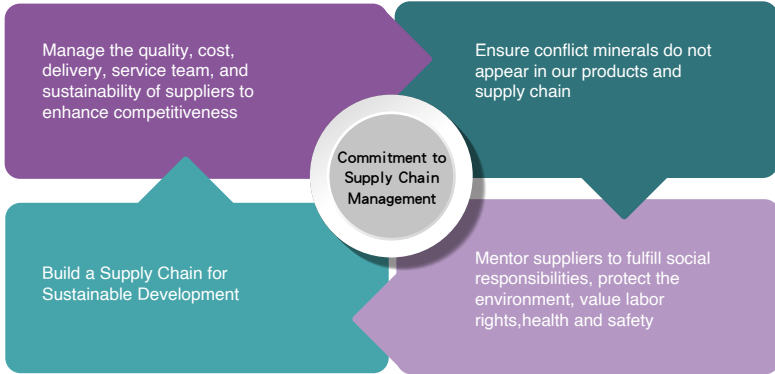 Manage the quality, cost,
delivery, service team, and
sustainability of suppliers to
enhance competitiveness
Ensure conflict minerals do not
appear in our products and
supply chain
Commitment to
Supply Chain
Management
Build a Supply Chain for
Sustainable Development
Mentor suppliers to fulfill social
responsibilities, protect the
environment, value labor
rights,health and safety